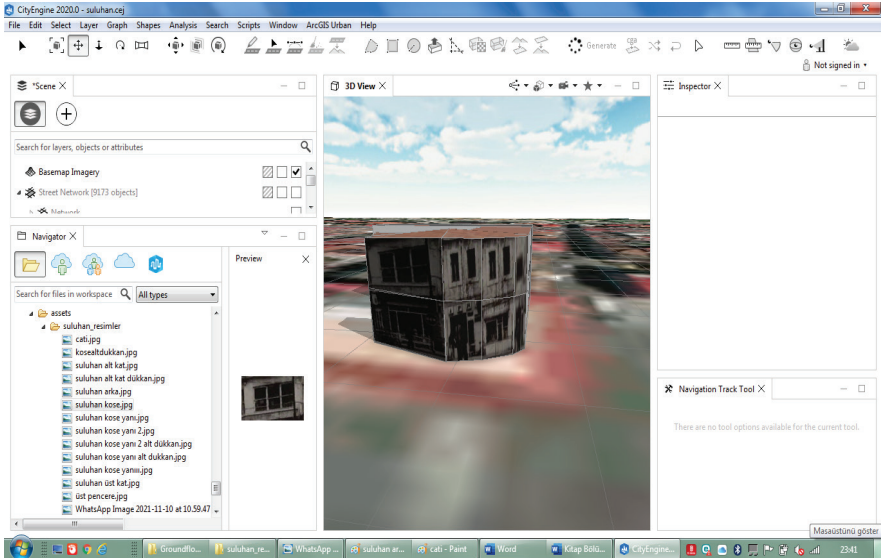 CityEngine 2020.0 - suluhan.cej
File Edit Select Layer Graph Shapes Analysis Search Scripts Window ArcGIS Urban Help
Generate
Not signed in
*Scene
Search for layers, objects or attributes
Basemap Imagery
Street Network [9173 objects]
Network
Navigator
Search for files in workspace
All types
assets
suluhan_resimler
cati.jpg
kosealtdukkan.jpg
suluhan alt kat.jpg
suluhan alt kat dükkan.jpg
suluhan arka.jpg
suluhan kose.jpg
suluhan kose yanı.jpg
suluhan kose yanı 2.jpg
suluhan kose yanı 2 alt dükkan.jpg
suluhan kose yanı alt dukkan.jpg
suluhan kose yanııı.jpg
suluhan üst kat.jpg
üst pencere.jpg
WhatsApp Image 2021-11-10 at 10.59.47
Preview
3D View
Inspector
Navigation Track Tool
There are no tool options available for the current tool.
Masaüstünü göster
Groundflo... suluhan_re... WhatsApp ... suluhan ar... cati - Paint Word Kitap Bölü... CityEngine... 23:41